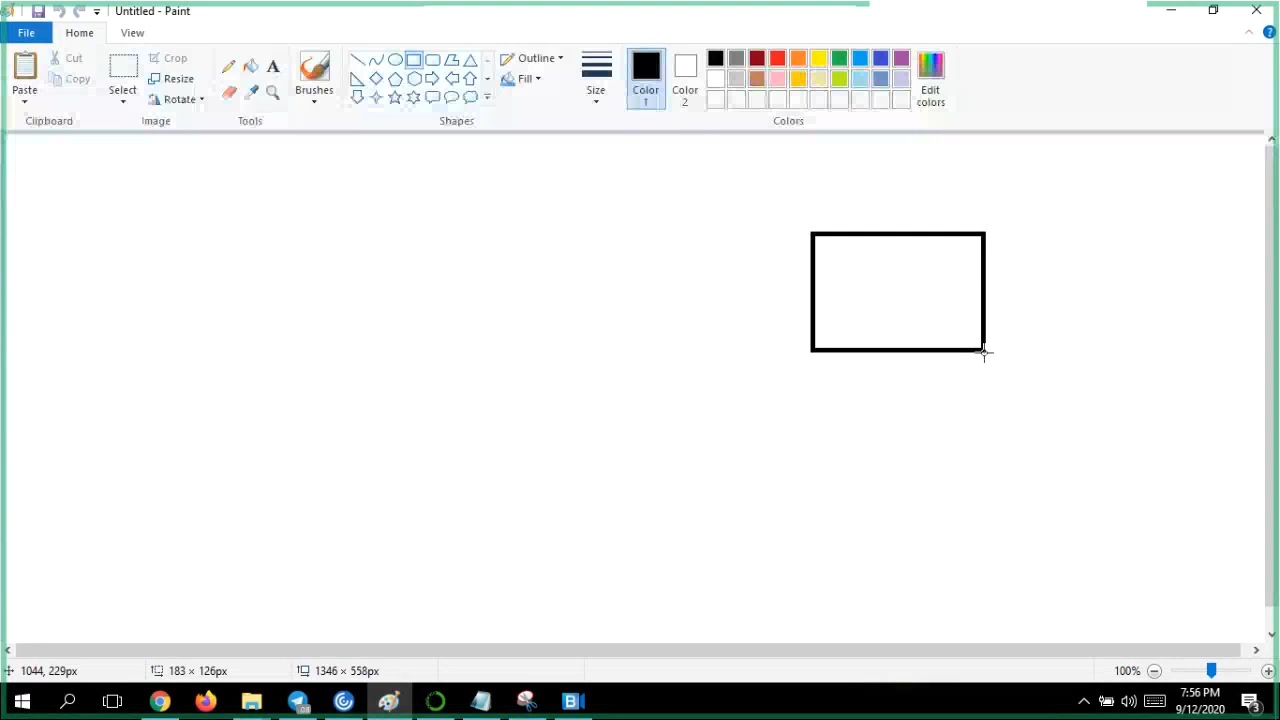 Untitled - Paint
File Home View
Paste
Cut
Copy
Clipboard
Select
Crop
Resize
Rotate
Image
A
Tools
Brushes
Outline
Fill
Shapes
Size
Color 1
Color 2
Edit colors
Colors
1044, 229px 183 × 126px 1346 × 558px 100%
7:56 PM
9/12/2020
3